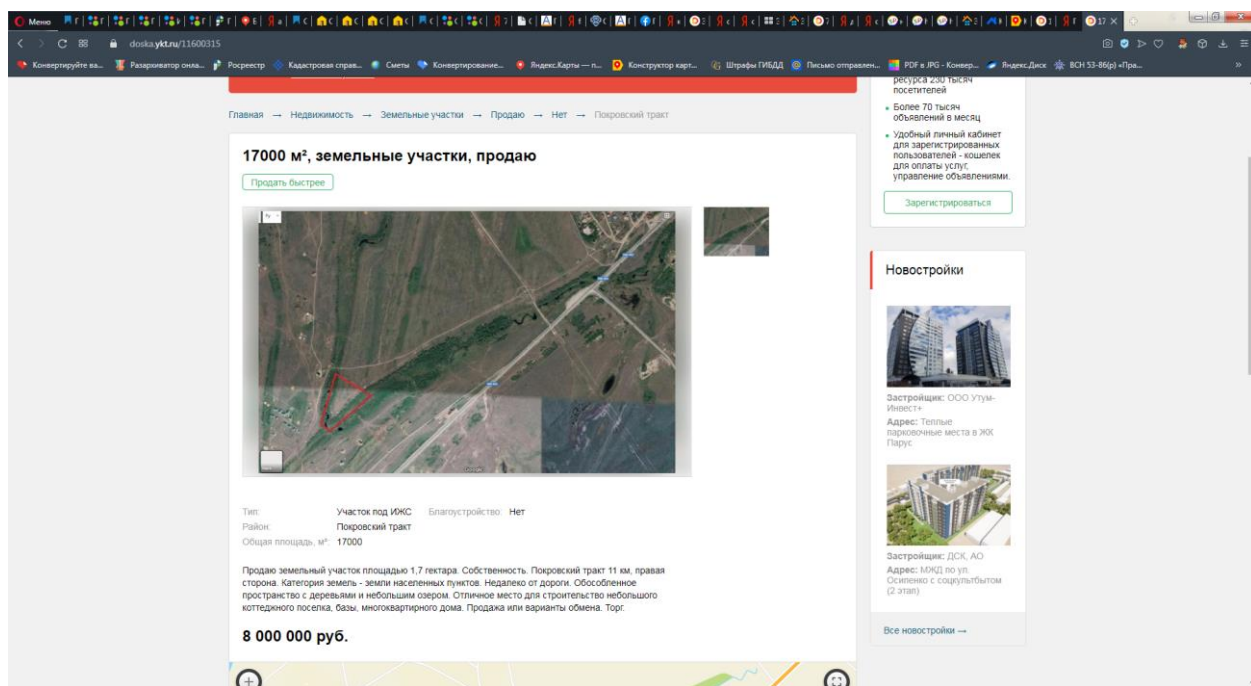 Меню
doska.ykt.ru/11600315
Конвертируйте ва... Разархиватор онла... Росреестр Кадастровая справ... Сметы Конвертирование... Яндекс.Карты — п... Конструктор карт... Штрафы ГИБДД Письмо отправлен... PDF в JPG - Конвер... Яндекс.Диск ВСН 53-86(р) «Пра... »
Главная → Недвижимость → Земельные участки → Продаю → Нет → Покровский тракт
17000 м², земельные участки, продаю
Продать быстрее
Тип: Участок под ИЖС Благоустройство: Нет
Район: Покровский тракт
Общая площадь, м²: 17000
Продаю земельный участок площадью 1,7 гектара. Собственность. Покровский тракт 11 км, правая
сторона. Категория земель - земли населенных пунктов. Недалеко от дороги. Обособленное
пространство с деревьями и небольшим озером. Отличное место для строительство небольшого
коттеджного поселка, базы, многоквартирного дома. Продажа или варианты обмена. Торг.
8 000 000 руб.
ресурса 230 тысяч
посетителей
Более 70 тысяч
объявлений в месяц
Удобный личный кабинет
для зарегистрированных
пользователей - кошелек
для оплаты услуг,
управление объявлениями.
Зарегистрироваться
Новостройки
Застройщик: ООО Утум-
Инвест+
Адрес: Теплые
парковочные места в ЖК
Парус
Застройщик: ДСК, АО
Адрес: МКД по ул.
Осипенко с соцкультбытом
(2 этап)
Все новостройки →